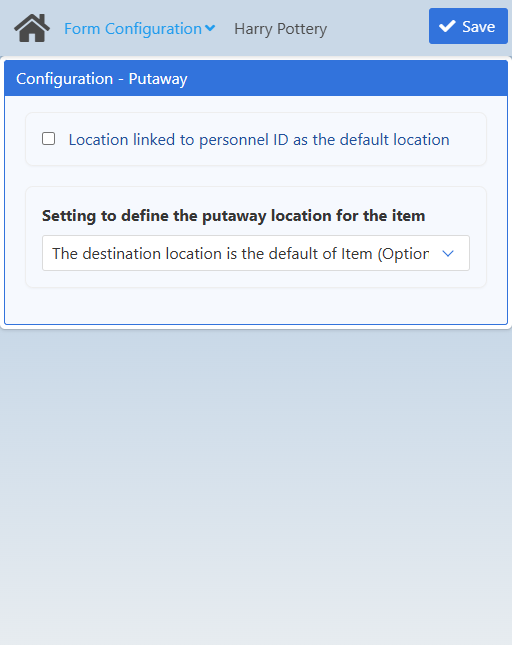 Form Configuration Harry Pottery Save
Configuration - Putaway
Location linked to personnel ID as the default location
Setting to define the putaway location for the item
The destination location is the default of Item (Option